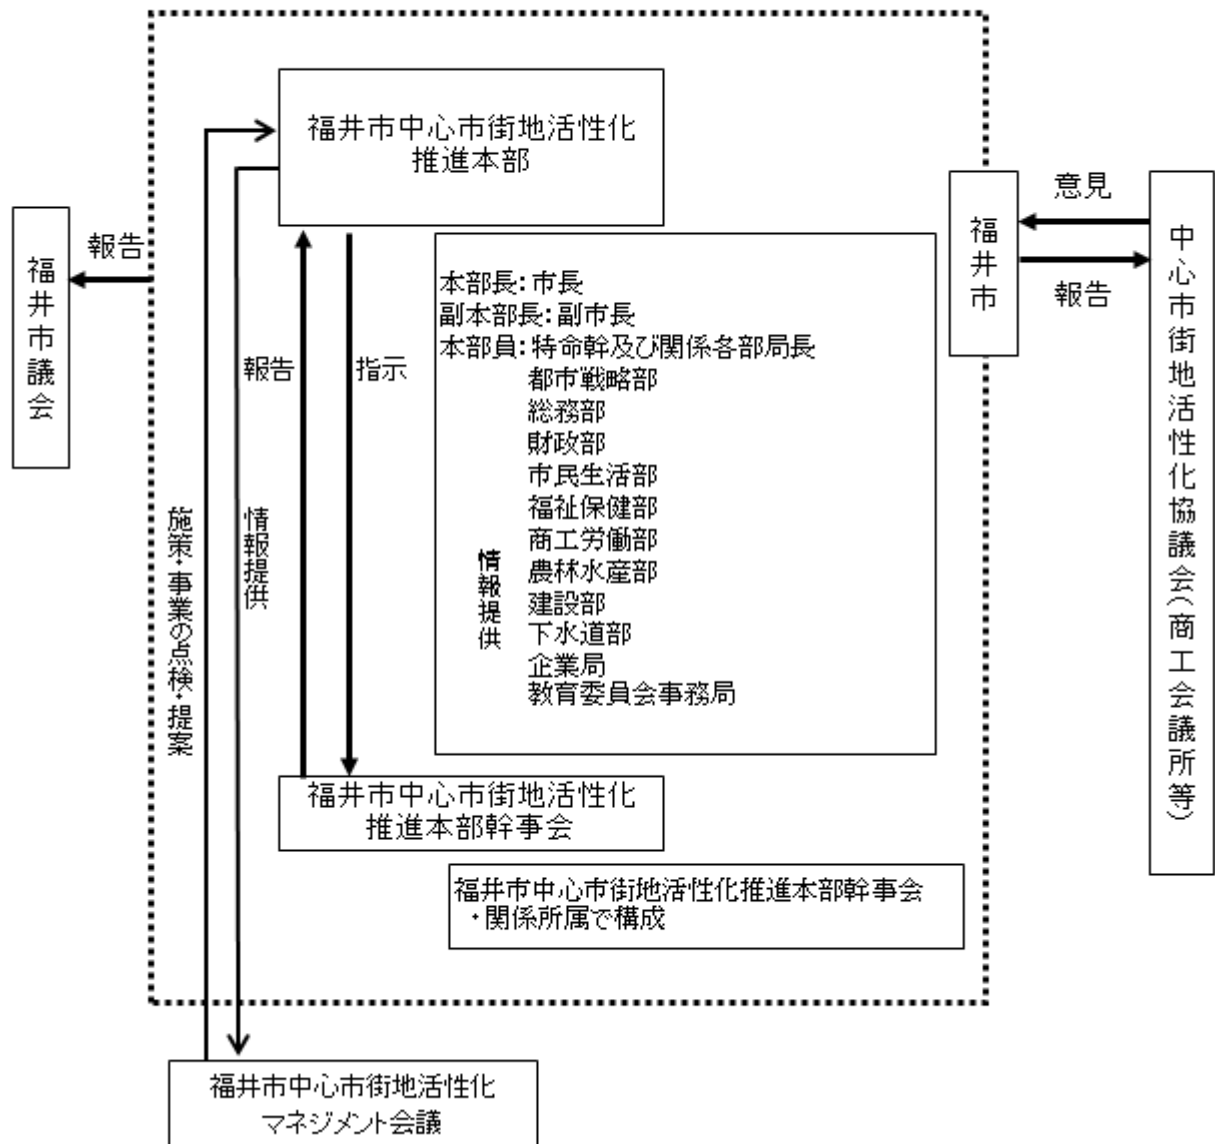 福井市中心市街地活性化
推進本部
意見
報告
福井市
報告
福井市議会
中心市街地活性化協議会(商工会議所等)
本部長:市長
副本部長:副市長
本部員:特命幹及び関係各部局長
都市戦略部
総務部
財政部
市民生活部
福祉保健部
商工労働部
農林水産部
建設部
下水道部
企業局
教育委員会事務局
情報提供
報告
指示
施策・事業の点検・提案
情報提供
福井市中心市街地活性化
推進本部幹事会
福井市中心市街地活性化推進本部幹事会
・関係所属で構成
福井市中心市街地活性化
マネジメント会議